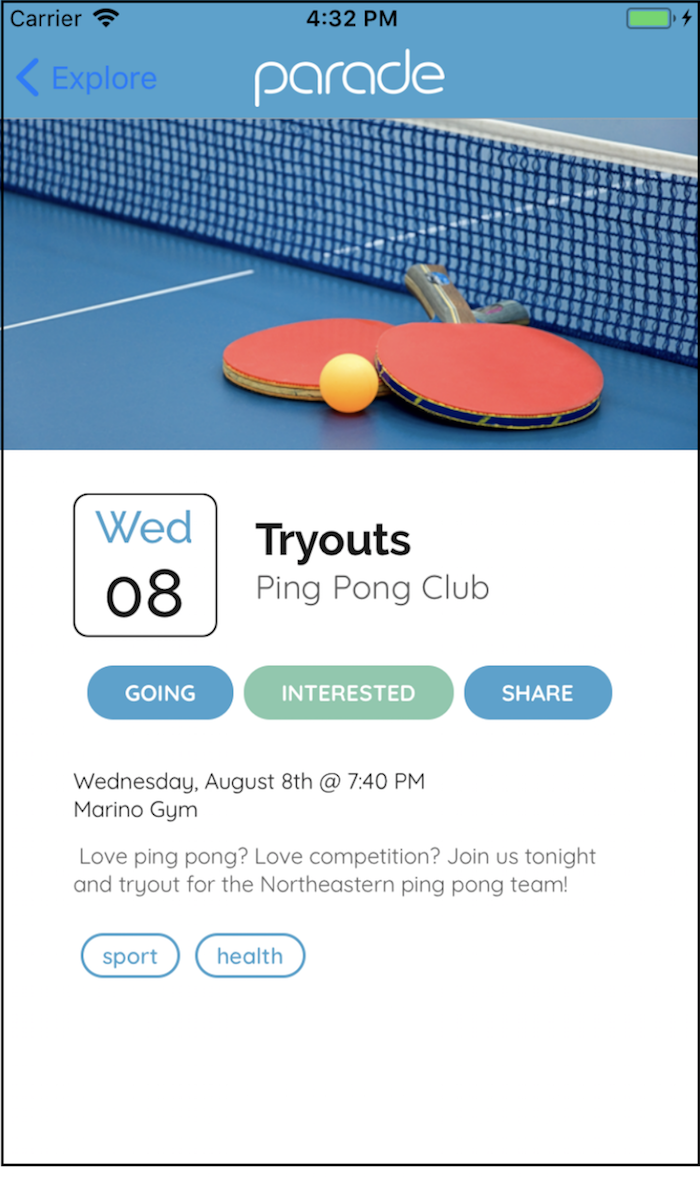 Carrier 4:32 PM
Explore parade
Wed
08
Tryouts
Ping Pong Club
GOING INTERESTED SHARE
Wednesday, August 8th @ 7:40 PM
Marino Gym
Love ping pong? Love competition? Join us tonight
and tryout for the Northeastern ping pong team!
sport health